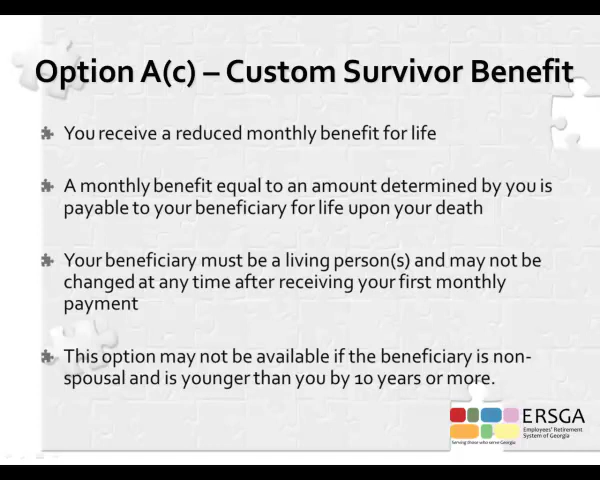 Option A(c) – Custom Survivor Benefit
You receive a reduced monthly benefit for life
A monthly benefit equal to an amount determined by you is
payable to your beneficiary for life upon your death
Your beneficiary must be a living person(s) and may not be
changed at any time after receiving your first monthly
payment
This option may not be available if the beneficiary is non-
spousal and is younger than you by 10 years or more.
ERSGA
Employees' Retirement
System of Georgia
Serving those who serve Georgia